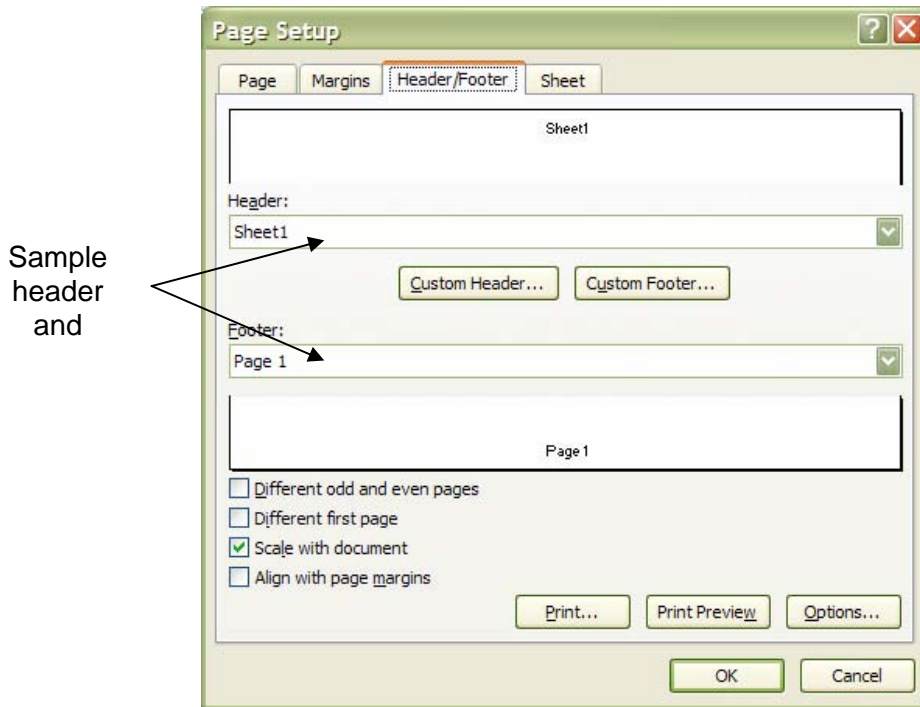 Page Setup
Page Margins Header/Footer Sheet
Sheet1
Header:
Sheet1
Custom Header... Custom Footer...
Sample
header
and
Footer:
Page 1
Page 1
Different odd and even pages
Different first page
Scale with document
Align with page margins
Print... Print Preview Options...
OK Cancel